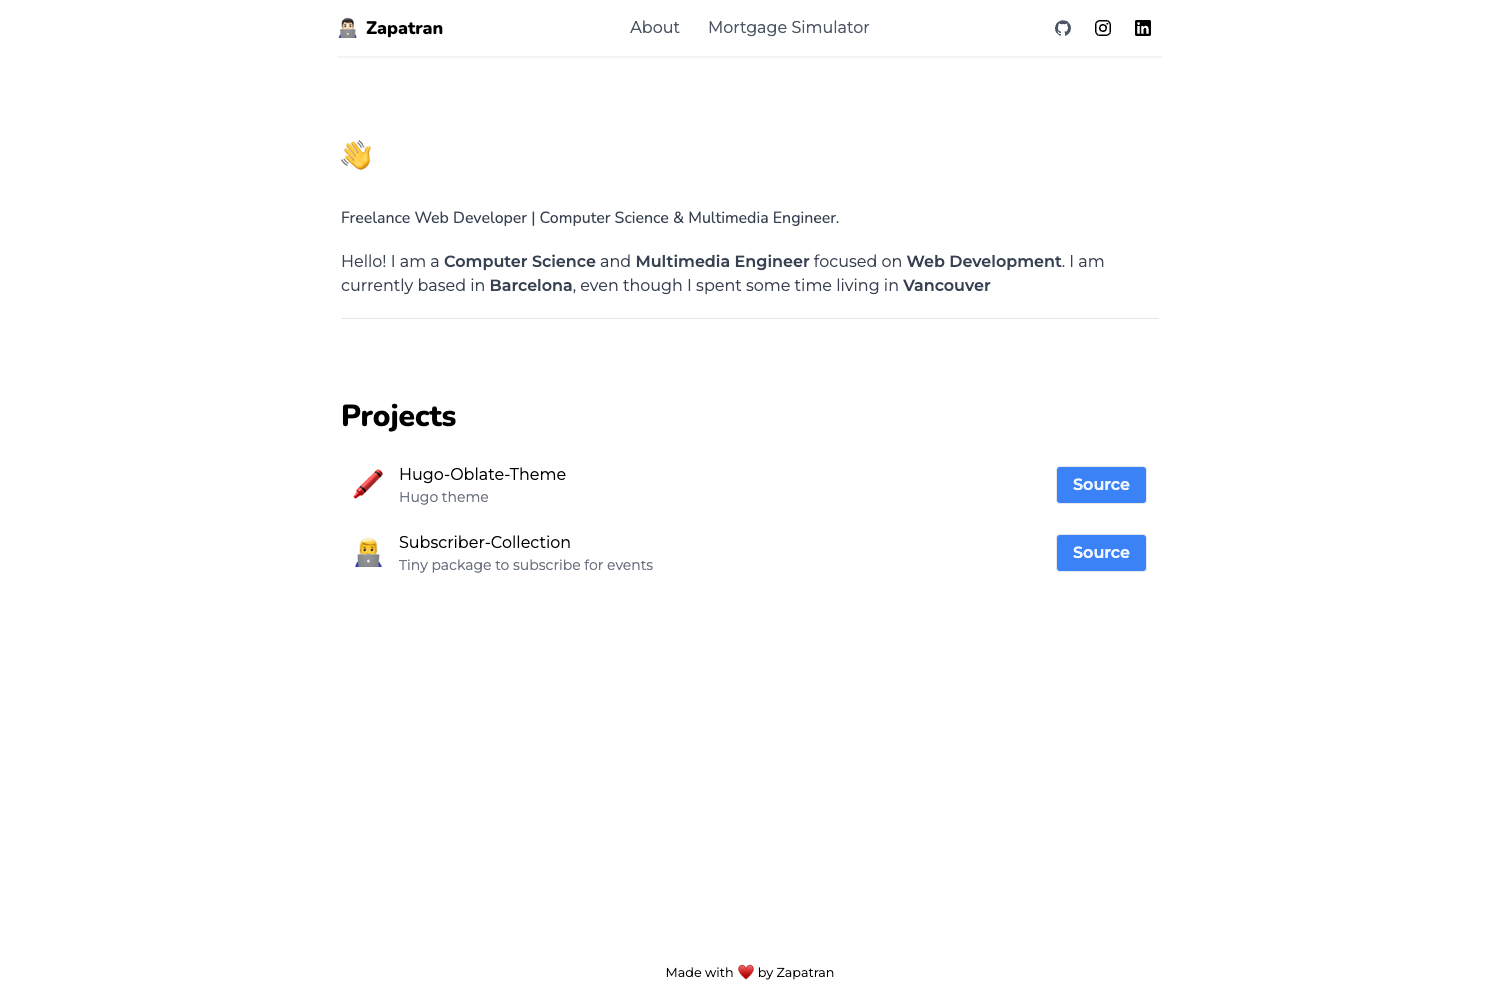 Zapatran
About
Mortgage Simulator
Freelance Web Developer | Computer Science & Multimedia Engineer.
Hello! I am a Computer Science and Multimedia Engineer focused on Web Development. I am
currently based in Barcelona, even though I spent some time living in Vancouver
Projects
Hugo-Oblate-Theme
Hugo theme
Source
Subscriber-Collection
Tiny package to subscribe for events
Source
Made with ❤️ by Zapatran